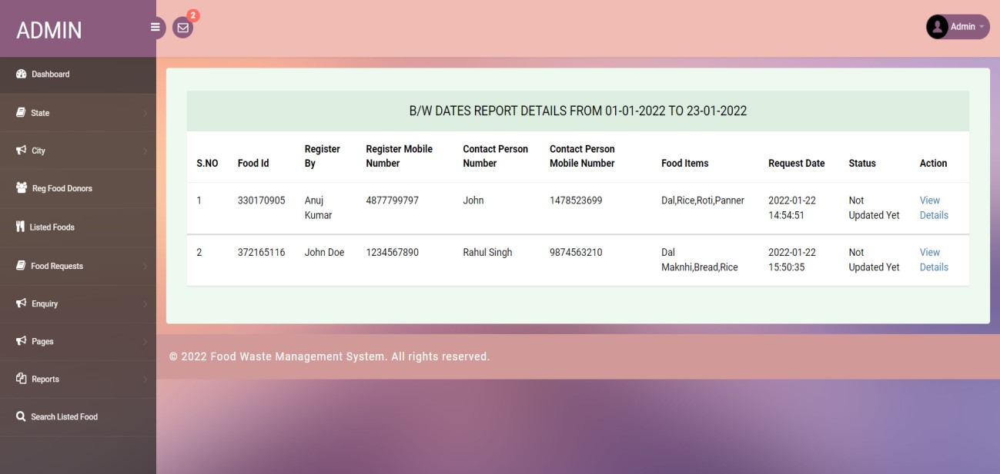 ADMIN
2
Admin
Dashboard
State
City
Reg Food Donors
Listed Foods
Food Requests
Enquiry
Pages
Reports
Search Listed Food
B/W DATES REPORT DETAILS FROM 01-01-2022 TO 23-01-2022
S.NO Food Id Register By Register Mobile Number Contact Person Number Contact Person Mobile Number Food Items Request Date Status Action
1 330170905 Anuj Kumar 4877799797 John 1478523699 Dal,Rice,Roti,Panner 2022-01-22 14:54:51 Not Updated Yet View Details
2 372165116 John Doe 1234567890 Rahul Singh 9874563210 Dal Maknhi,Bread,Rice 2022-01-22 15:50:35 Not Updated Yet View Details
© 2022 Food Waste Management System. All rights reserved.